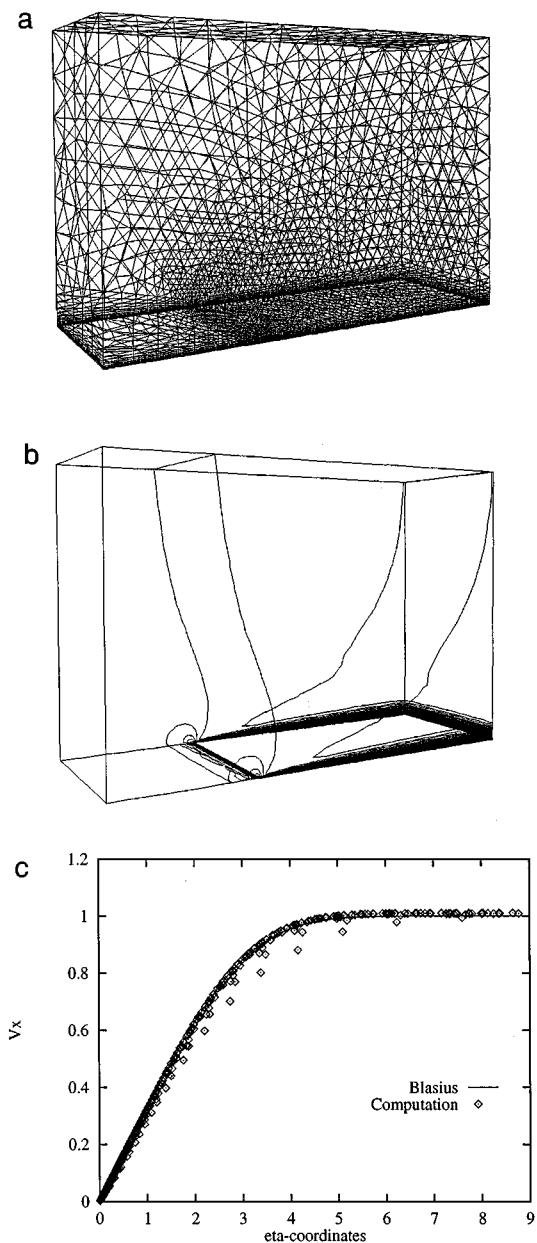 a
b
c
1.2
1
0.8
0.6
0.4
0.2
0
Vx
Blasius
Computation
0 1 2 3 4 5 6 7 8 9
eta-coordinates